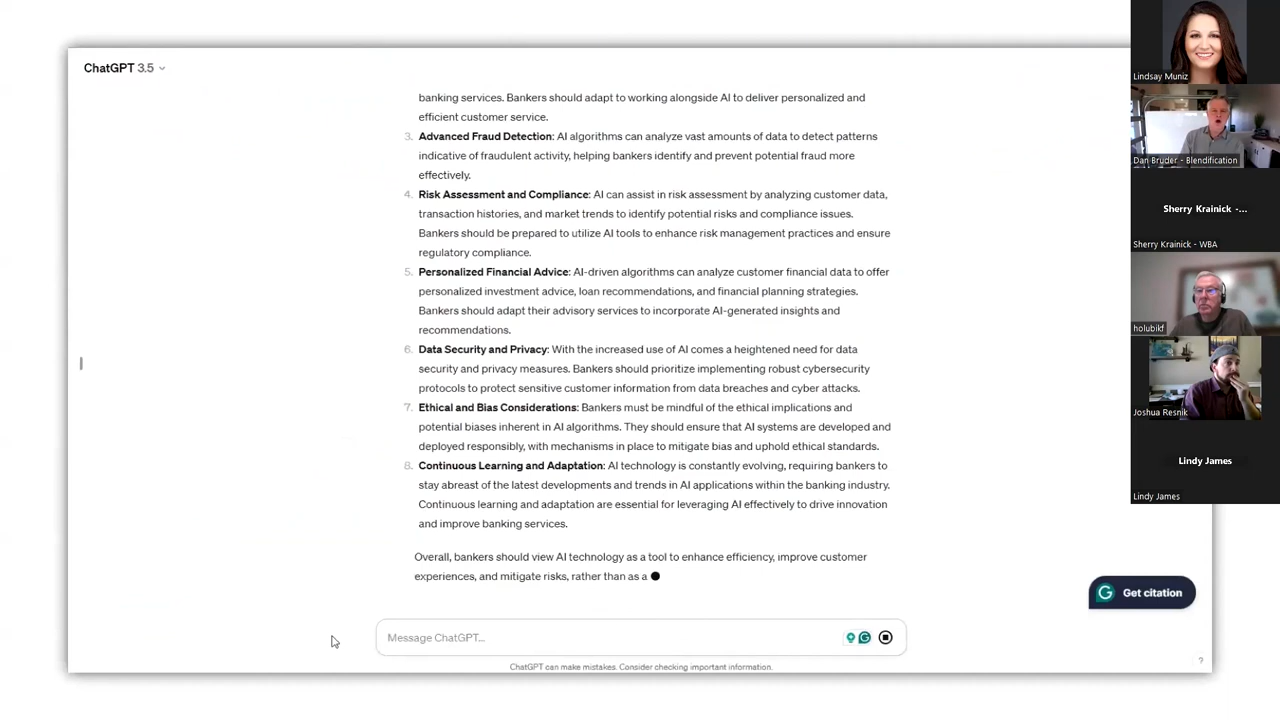 ChatGPT 3.5
banking services. Bankers should adapt to working alongside AI to deliver personalized and
efficient customer service.
3. Advanced Fraud Detection: AI algorithms can analyze vast amounts of data to detect patterns
indicative of fraudulent activity, helping bankers identify and prevent potential fraud more
effectively.
4. Risk Assessment and Compliance: AI can assist in risk assessment by analyzing customer data,
transaction histories, and market trends to identify potential risks and compliance issues.
Bankers should be prepared to utilize AI tools to enhance risk management practices and ensure
regulatory compliance.
5. Personalized Financial Advice: AI-driven algorithms can analyze customer financial data to offer
personalized investment advice, loan recommendations, and financial planning strategies.
Bankers should adapt their advisory services to incorporate AI-generated insights and
recommendations.
6. Data Security and Privacy: With the increased use of AI comes a heightened need for data
security and privacy measures. Bankers should prioritize implementing robust cybersecurity
protocols to protect sensitive customer information from data breaches and cyber attacks.
7. Ethical and Bias Considerations: Bankers must be mindful of the ethical implications and
potential biases inherent in AI algorithms. They should ensure that AI systems are developed and
deployed responsibly, with mechanisms in place to mitigate bias and uphold ethical standards.
8. Continuous Learning and Adaptation: AI technology is constantly evolving, requiring bankers to
stay abreast of the latest developments and trends in AI applications within the banking industry.
Continuous learning and adaptation are essential for leveraging AI effectively to drive innovation
and improve banking services.
Overall, bankers should view AI technology as a tool to enhance efficiency, improve customer
experiences, and mitigate risks, rather than as a
Get citation
Message ChatGPT...
ChatGPT can make mistakes. Consider checking important information.
?
Lindsay Muniz
Dan Bruder - Blendification
Sherry Krainick -...
Sherry Krainick - WBA
holubikf
Joshua Resnik
Lindy James
Lindy James